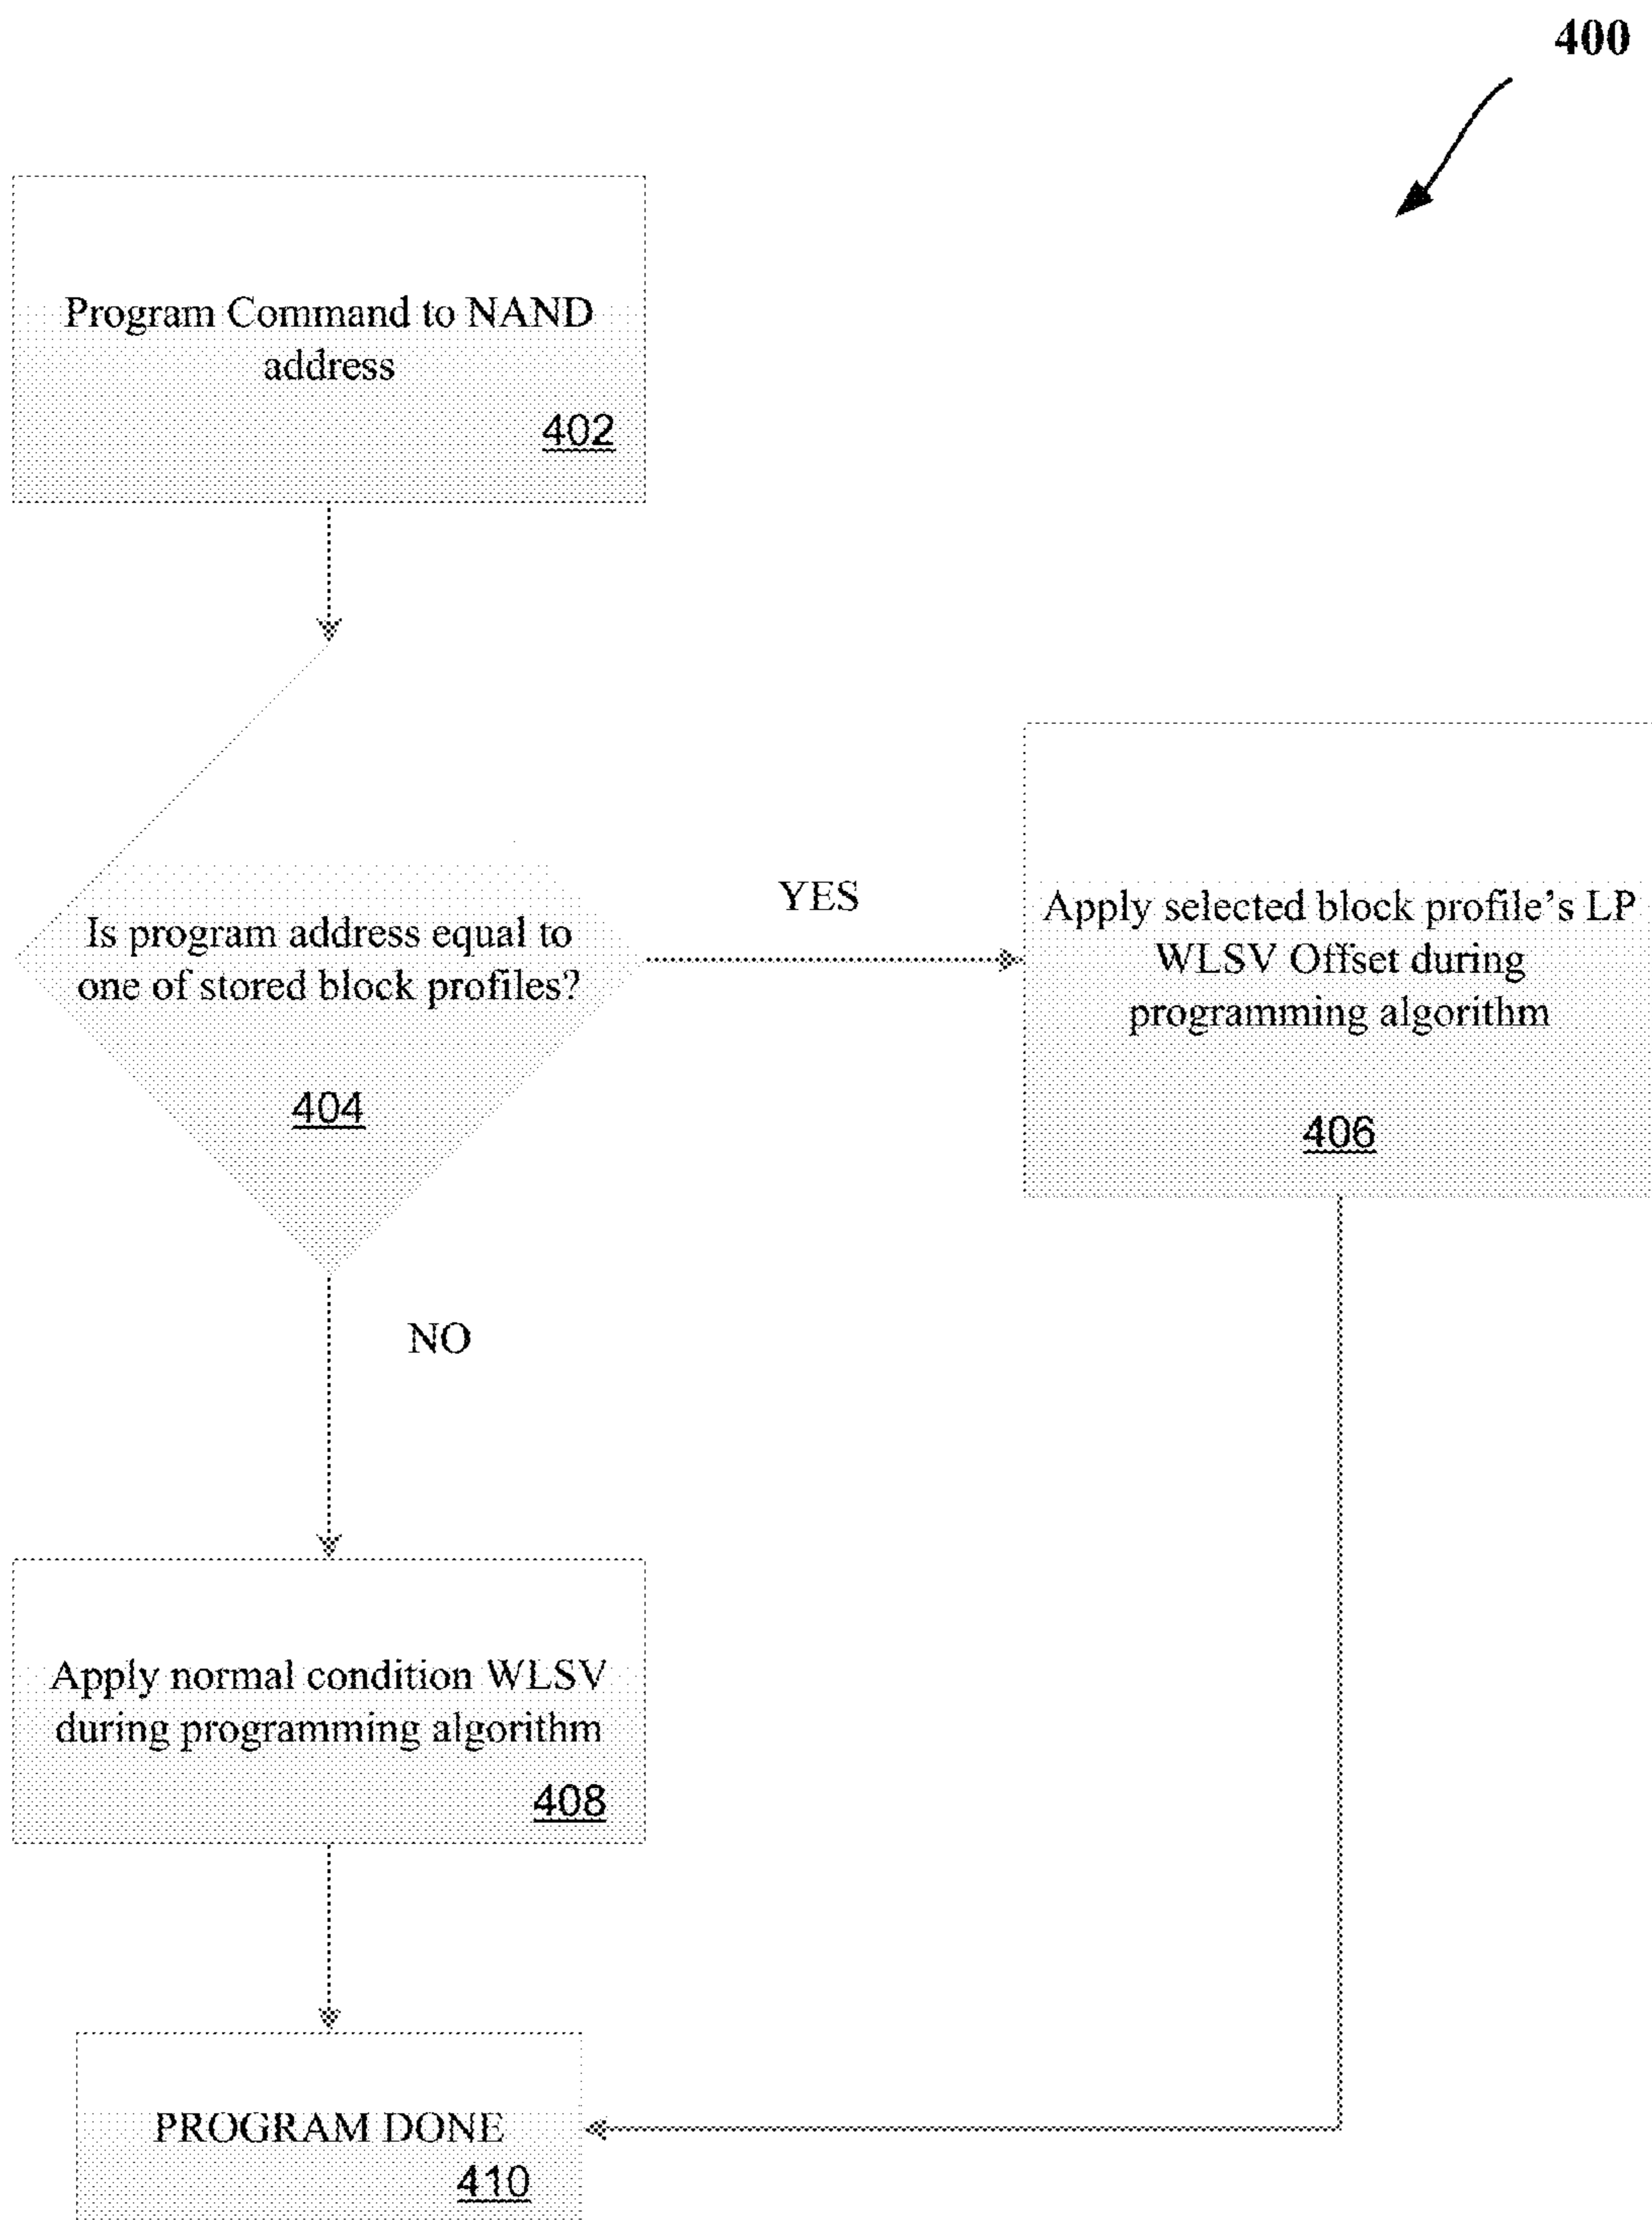 400
Program Command to NAND
address
402
Is program address equal to
one of stored block profiles?
404
YES
Apply selected block profile's LP
WLSV Offset during
programming algorithm
406
NO
Apply normal condition WLSV
during programming algorithm
408
PROGRAM DONE
410